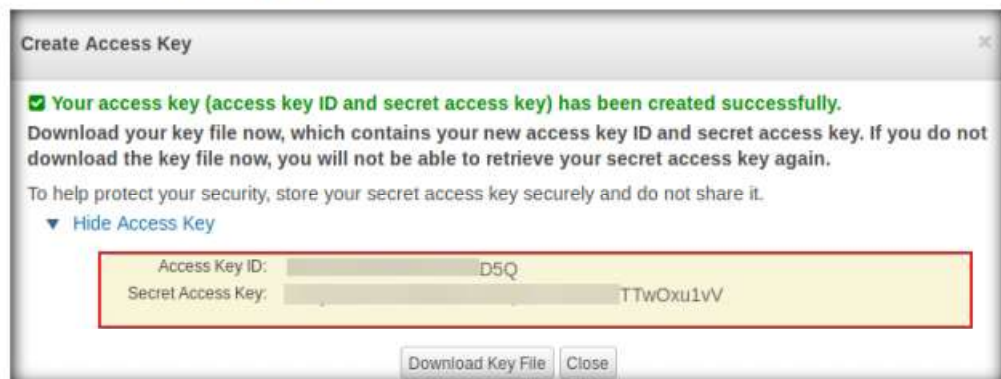 Create Access Key
×
Your access key (access key ID and secret access key) has been created successfully.
Download your key file now, which contains your new access key ID and secret access key. If you do not
download the key file now, you will not be able to retrieve your secret access key again.
To help protect your security, store your secret access key securely and do not share it.
Hide Access Key
Access Key ID: D5Q
Secret Access Key: TTwOxu1vV
Download Key File Close